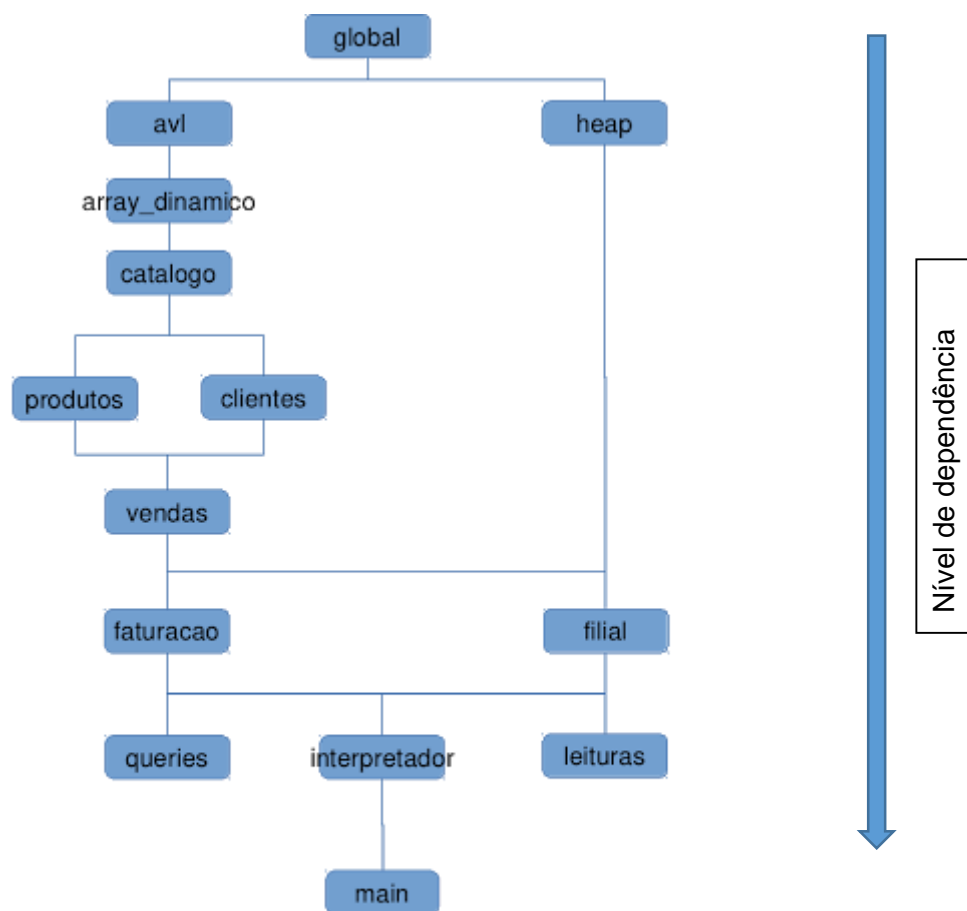 global
avl
heap
array_dinamico
catalogo
produtos
clientes
vendas
faturacao
filial
queries
interpretador
leituras
main
Nível de dependência